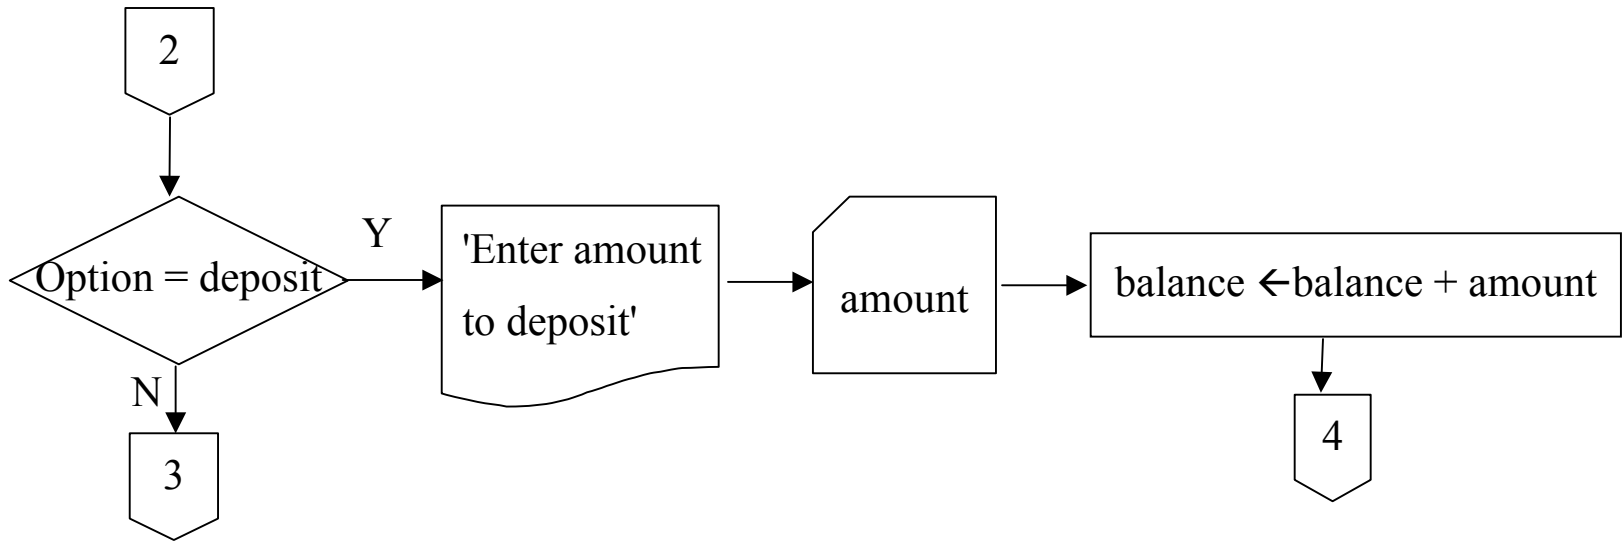 2
Option = deposit
Y
'Enter amount
to deposit'
amount
balance ←balance + amount
N
3
4